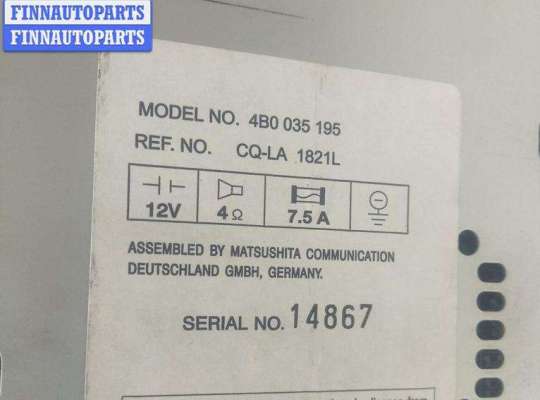 FINNAUTOPARTS
FINNAUTOPARTS
MODEL NO. 4B0 035 195
REF. NO. CQ-LA 1821L
12V 4Ω 7.5A
ASSEMBLED BY MATSUSHITA COMMUNICATION
DEUTSCHLAND GMBH, GERMANY.
SERIAL NO. 14867